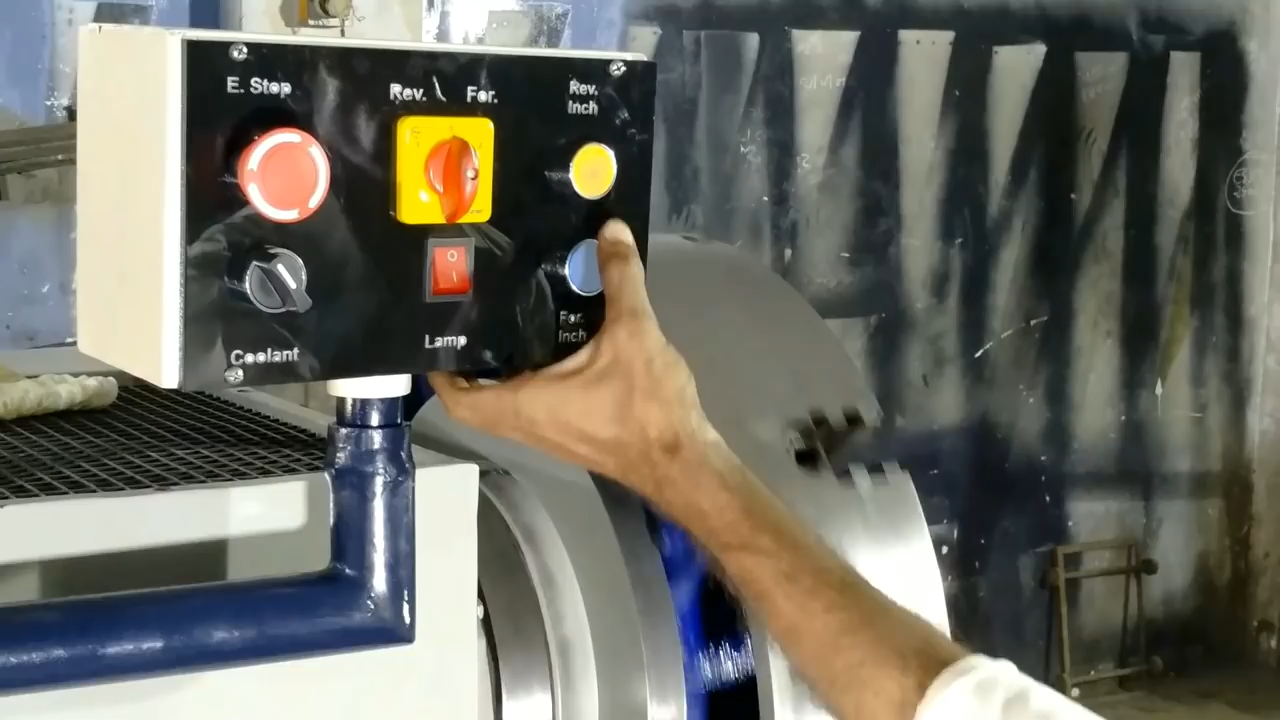 E. Stop
Rev. For.
Rev.
Inch
O
I
For.
Inch
Lamp
Coolant